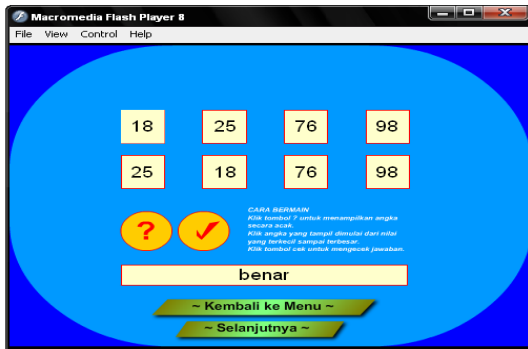 Macromedia Flash Player 8
File View Control Help
18 25 76 98
25 18 76 98
?
CARA BERMAIN
Klik tombol ? untuk menampilkan angka
secara acak.
Klik angka yang tampil dimulai dari nilai
yang terkecil sampai terbesar.
Klik tombol cek untuk mengecek jawaban.
benar
~ Kembali ke Menu ~
~ Selanjutnya ~